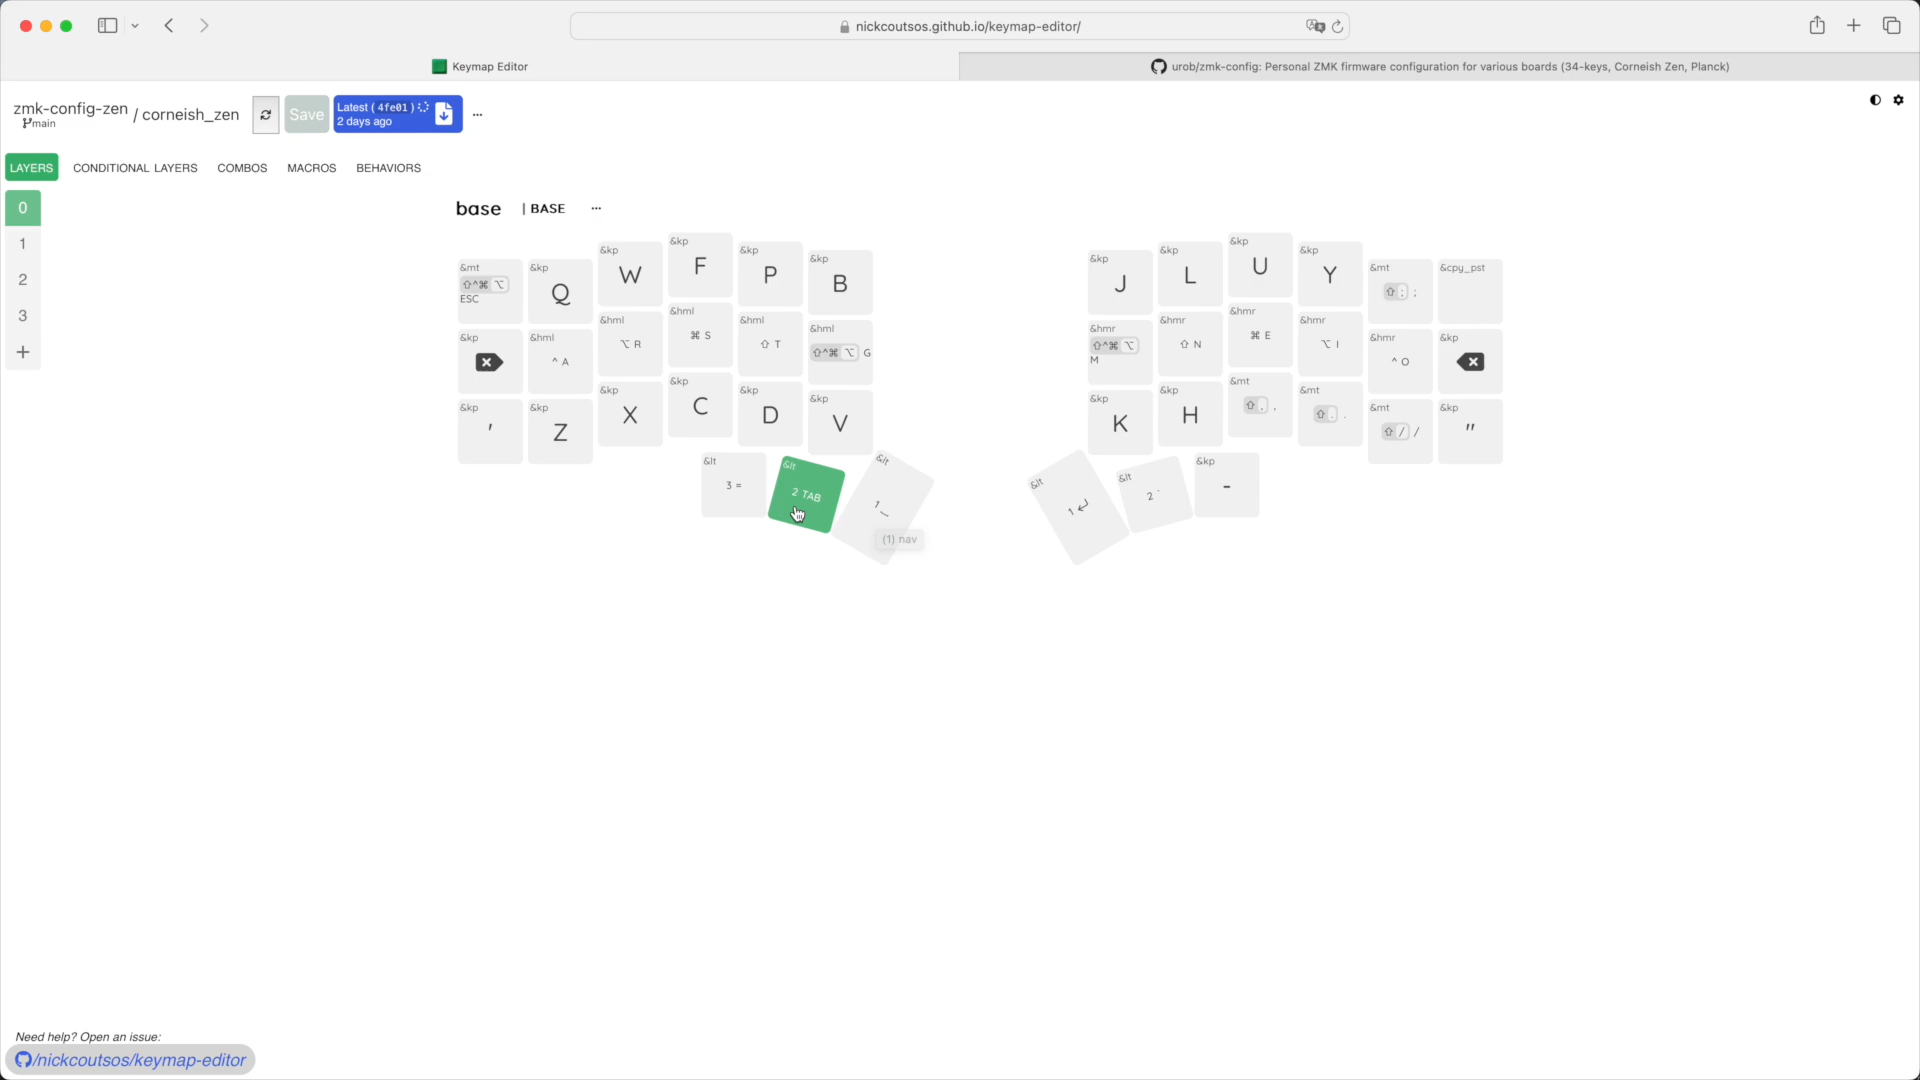 nickcoutsos.github.io/keymap-editor/
Keymap Editor
urob/zmk-config: Personal ZMK firmware configuration for various boards (34-keys, Corneish Zen, Planck)
zmk-config-zen / corneish_zen
main
Save
Latest (4fe01)
2 days ago
...
LAYERS CONDITIONAL LAYERS COMBOS MACROS BEHAVIORS
0
1
2
3
+
base | BASE ...
&mt ⇧^⌘ ⌥ ESC
&kp Q
&kp W
&kp F
&kp P
&kp B
&kp J
&kp L
&kp U
&kp Y
&mt ⇧ ; ;
&cpy_pst
&kp
&hml ^ A
&hml ⌥ R
&hml ⌘ S
&hml ⇧ T
&hml ⇧^⌘ ⌥ G
&hmr ⇧^⌘ ⌥ M
&hmr ⇧ N
&hmr ⌘ E
&hmr ⌥ I
&hmr ^ O
&kp
&kp '
&kp Z
&kp X
&kp C
&kp D
&kp V
&kp K
&kp H
&mt ⇧ , ,
&mt ⇧ . .
&mt ⇧ / /
&kp "
&lt 3 =
&lt 2 TAB
&lt 1 _
&lt 1 ↵
&lt 2 `
&kp -
(1) nav
Need help? Open an issue:
/nickcoutsos/keymap-editor